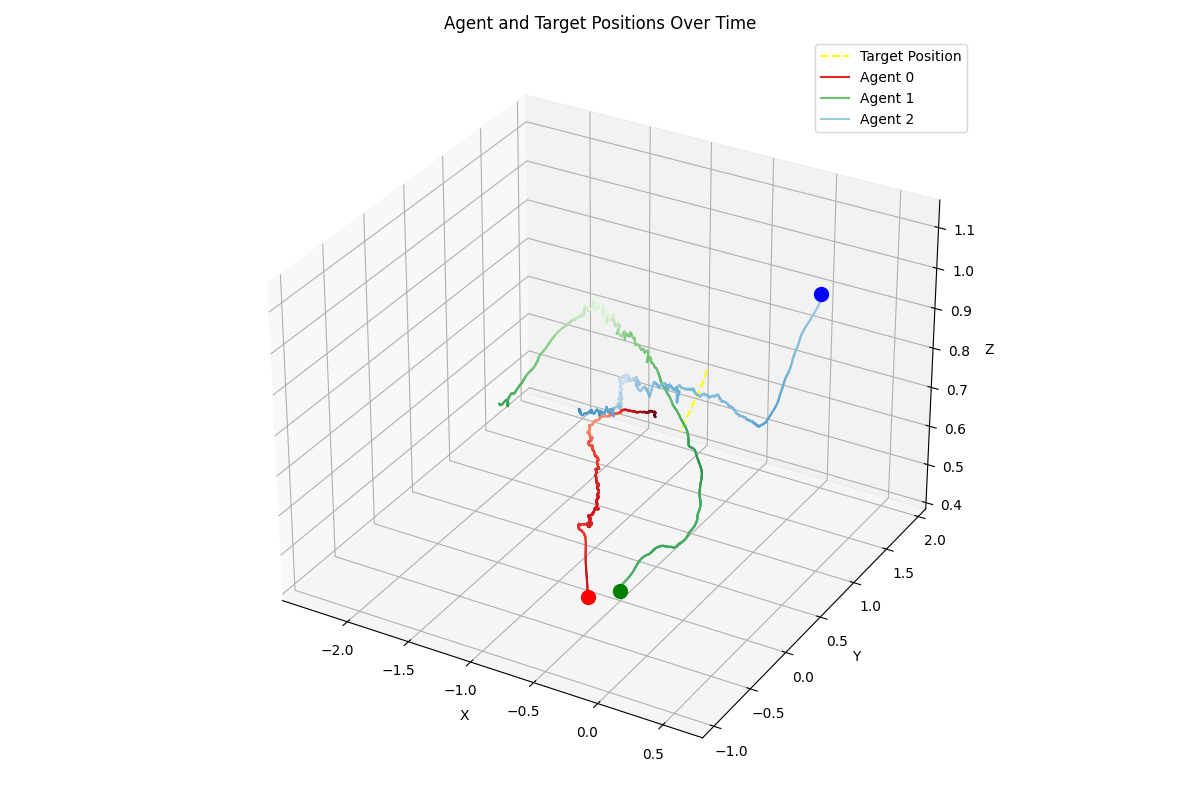 Agent and Target Positions Over Time
Target Position
Agent 0
Agent 1
Agent 2
1.1
1.0
0.9
0.8
Z
0.7
0.6
0.5
0.4
2.0
1.5
1.0
0.5
Y
0.0
−0.5
−1.0
−2.0
−1.5
−1.0
X
−0.5
0.0
0.5